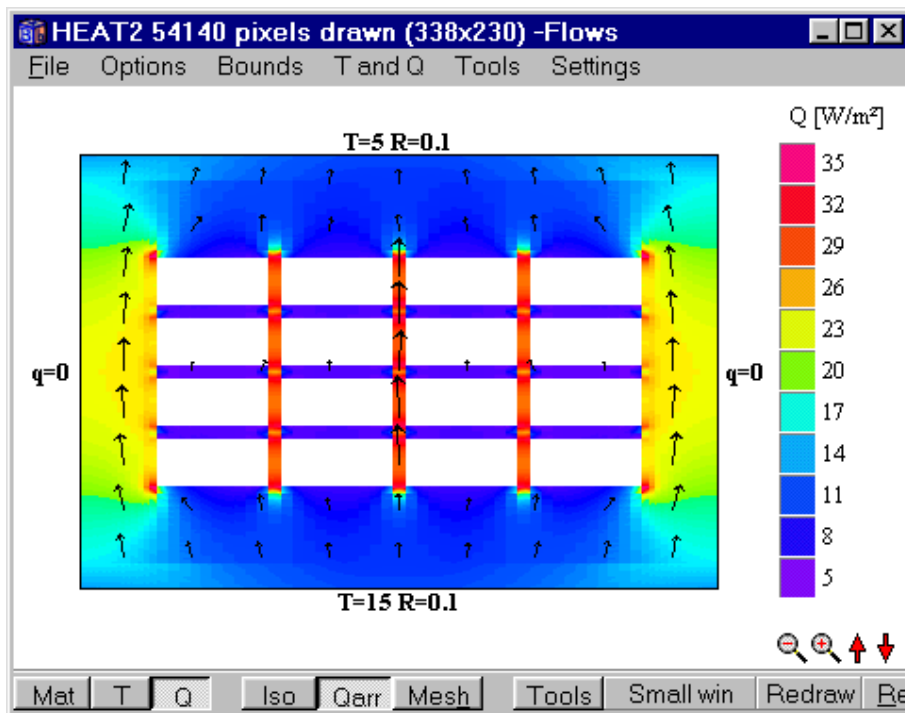 HEAT2 54140 pixels drawn (338x230) -Flows
File Options Bounds T and Q Tools Settings
Q [W/m²]
T=5 R=0.1
35
32
29
26
23
q=0 q=0
20
17
14
11
8
5
T=15 R=0.1
Mat T Q Iso Qarr Mesh Tools Small win Redraw Re